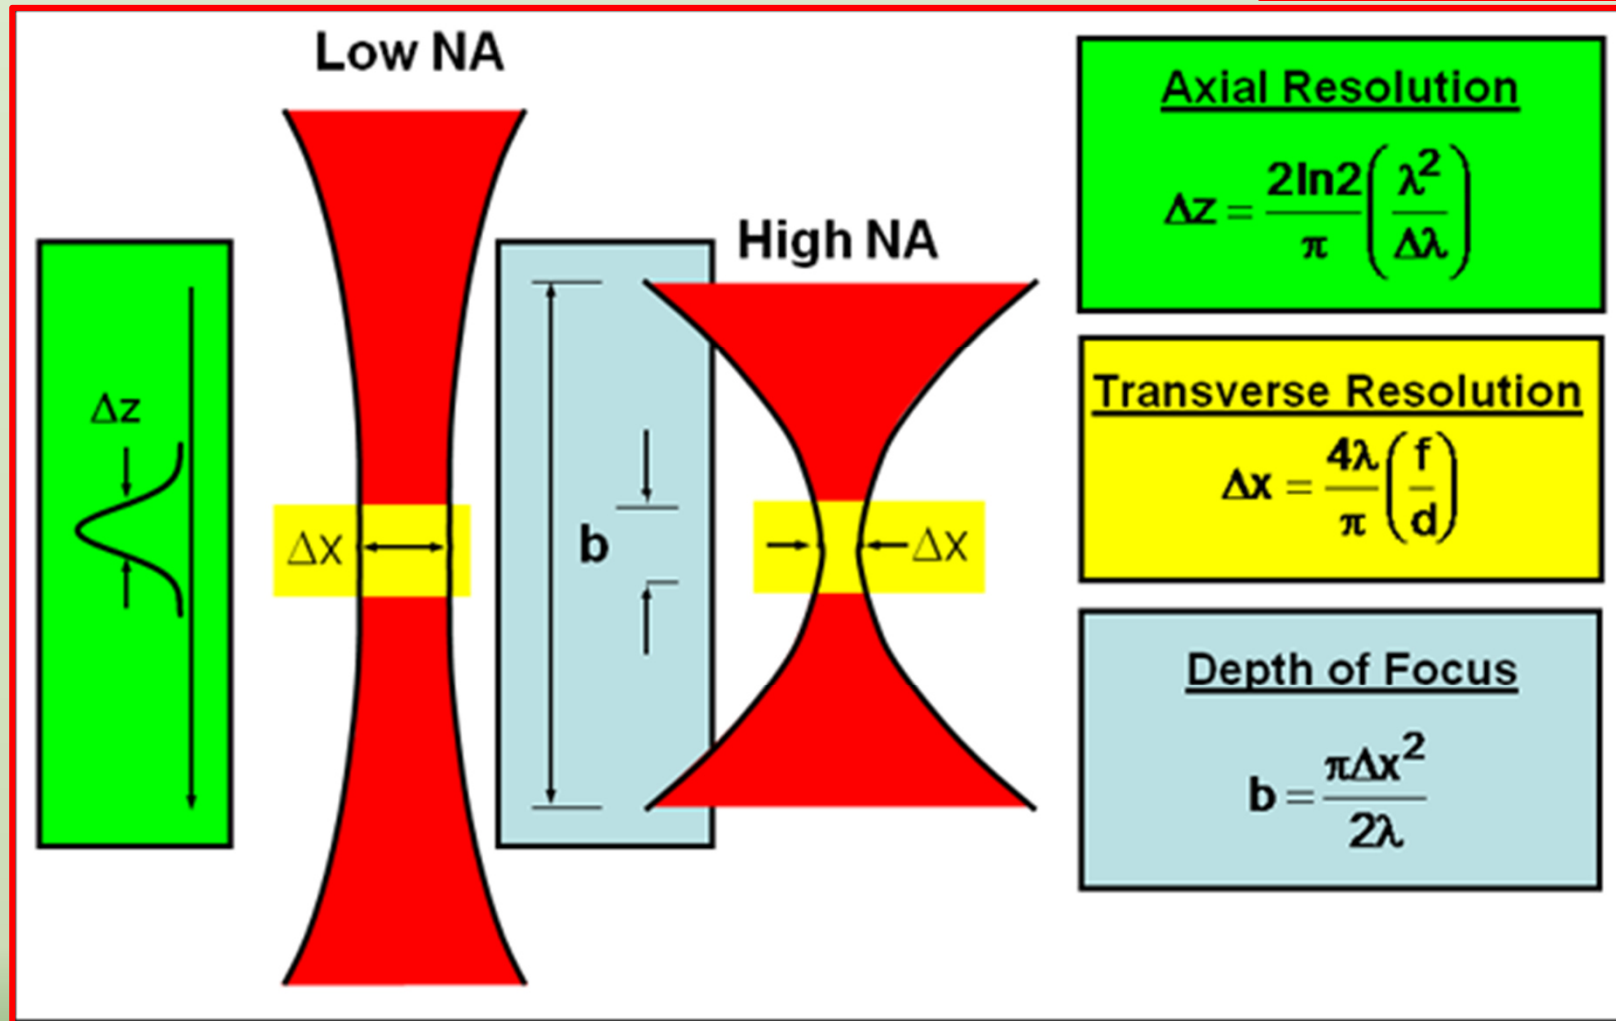 Low NA
High NA
Δz
ΔX
b
ΔX
Axial Resolution
Δz = 2ln2/π (λ²/Δλ)
Transverse Resolution
Δx = 4λ/π (f/d)
Depth of Focus
b = πΔx²/2λ